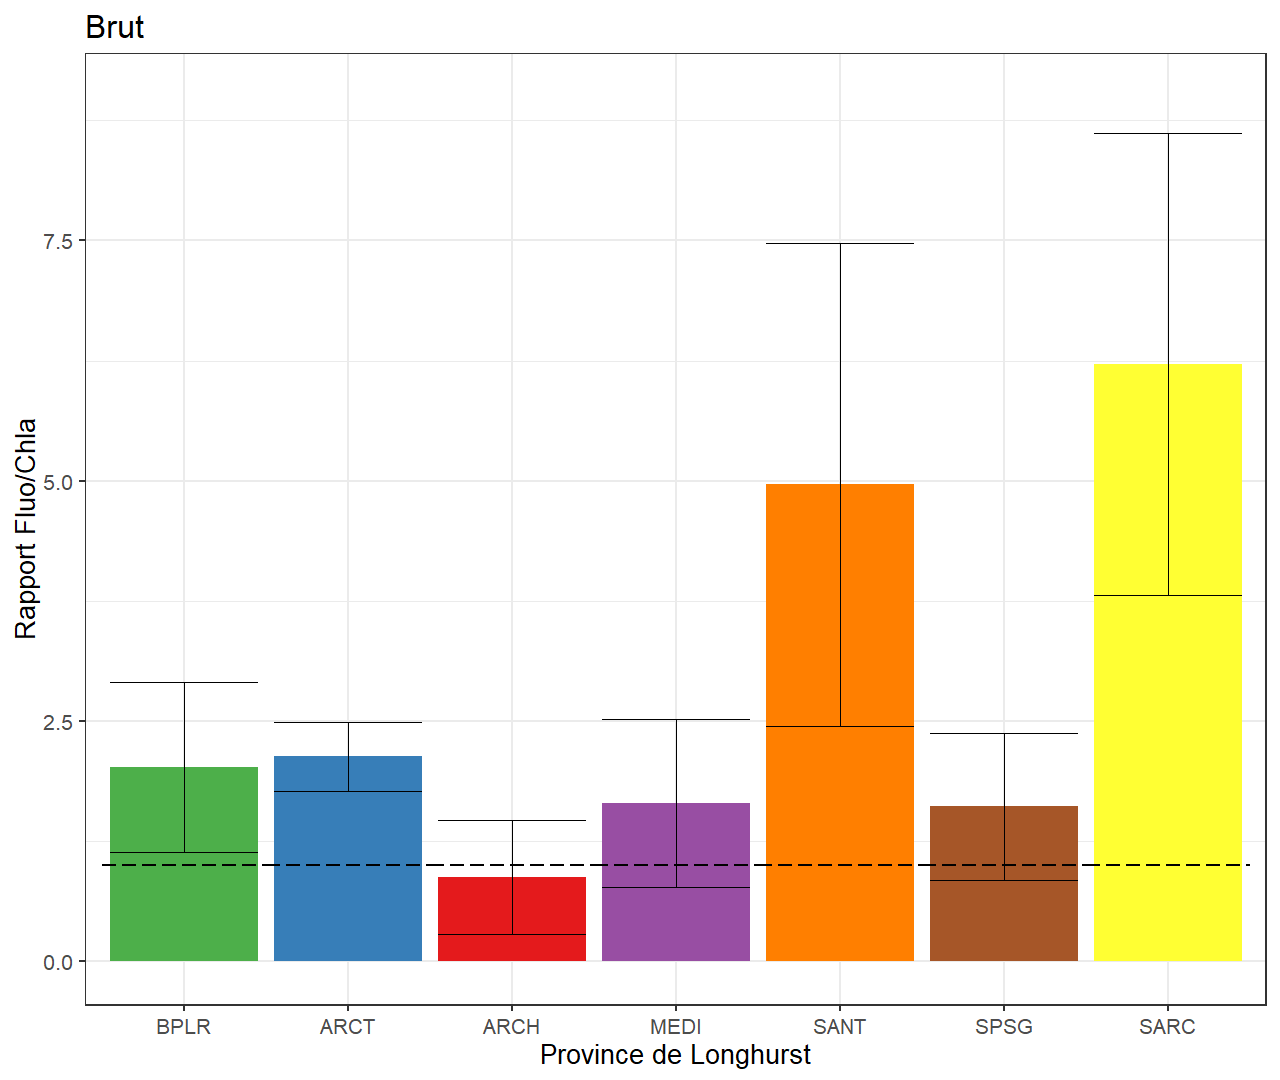 Brut
Rapport Fluo/Chla
7.5
5.0
2.5
0.0
BPLR ARCT ARCH MEDI SANT SPSG SARC
Province de Longhurst